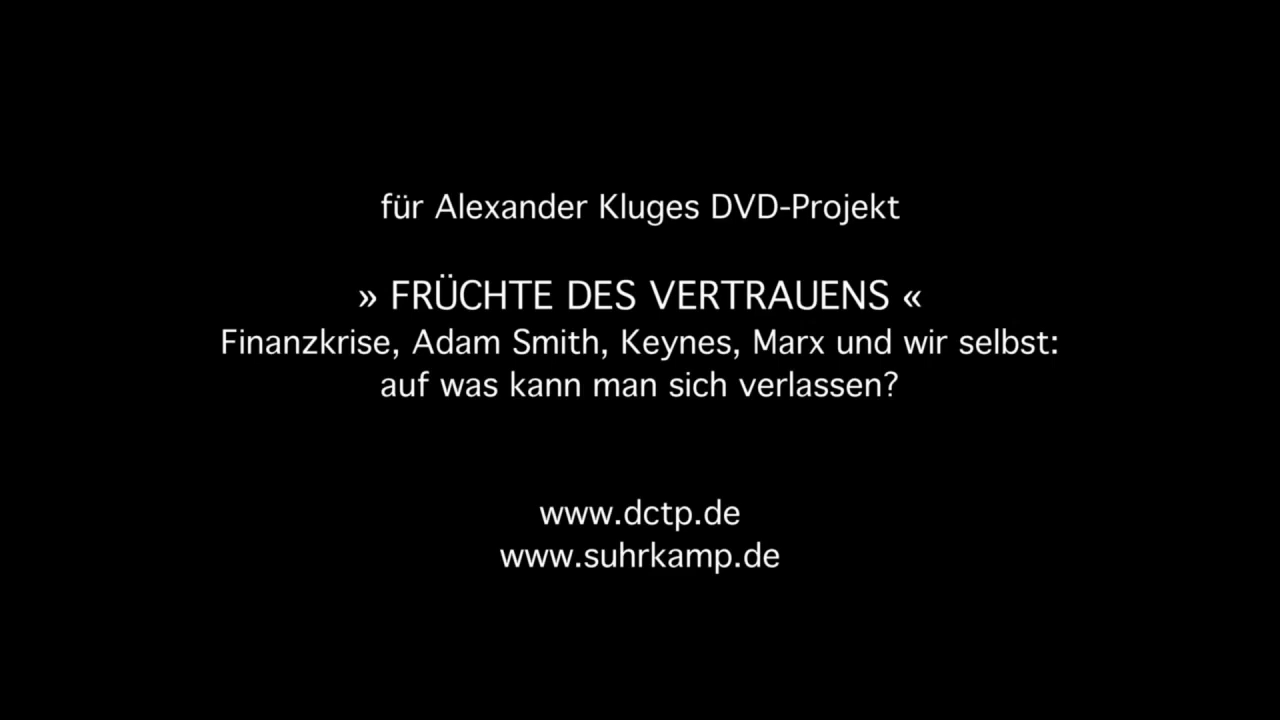 für Alexander Kluges DVD-Projekt
» FRÜCHTE DES VERTRAUENS «
Finanzkrise, Adam Smith, Keynes, Marx und wir selbst:
auf was kann man sich verlassen?
www.dctp.de
www.suhrkamp.de